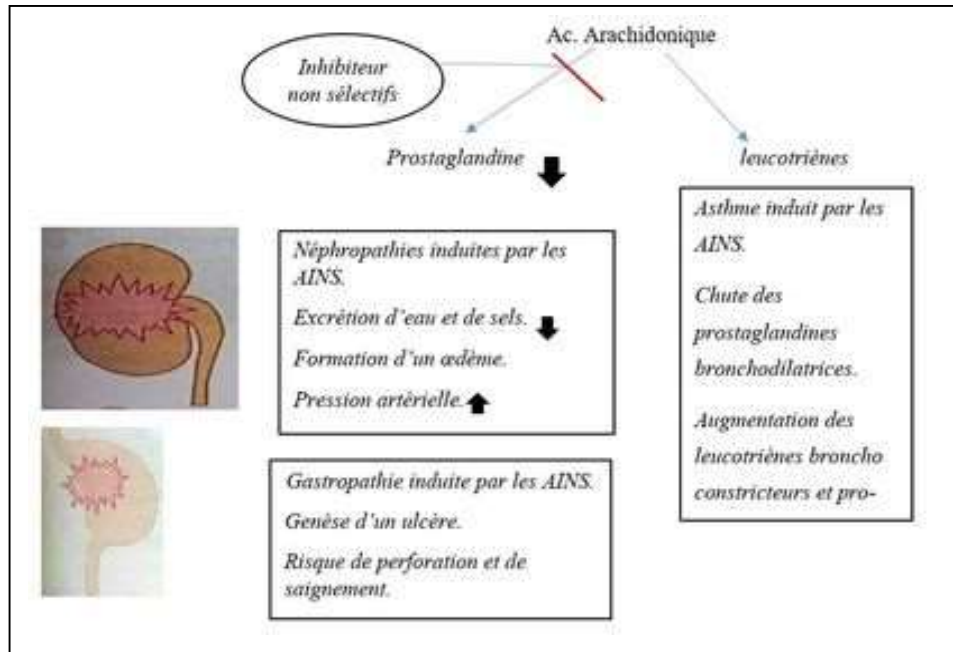 Ac. Arachidonique
Inhibiteur
non sélectifs
Prostaglandine
leucotriènes
Néphropathies induites par les
AINS.
Excrétion d'eau et de sels.
Formation d'un œdème.
Pression artérielle.
Gastropathie induite par les AINS.
Genèse d'un ulcère.
Risque de perforation et de
saignement.
Asthme induit par les
AINS.
Chute des
prostaglandines
bronchodilatrices.
Augmentation des
leucotriènes broncho
constricteurs et pro-